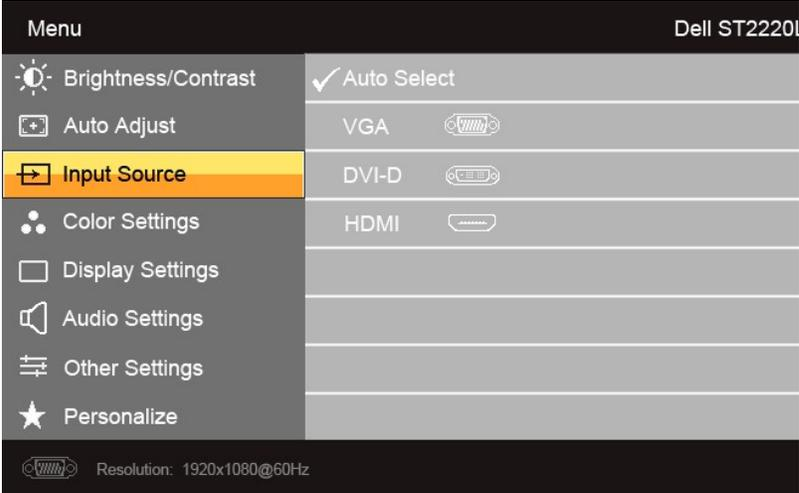 Menu Dell ST2220L
Brightness/Contrast Auto Select
Auto Adjust VGA
Input Source DVI-D
Color Settings HDMI
Display Settings
Audio Settings
Other Settings
Personalize
Resolution: 1920x1080@60Hz